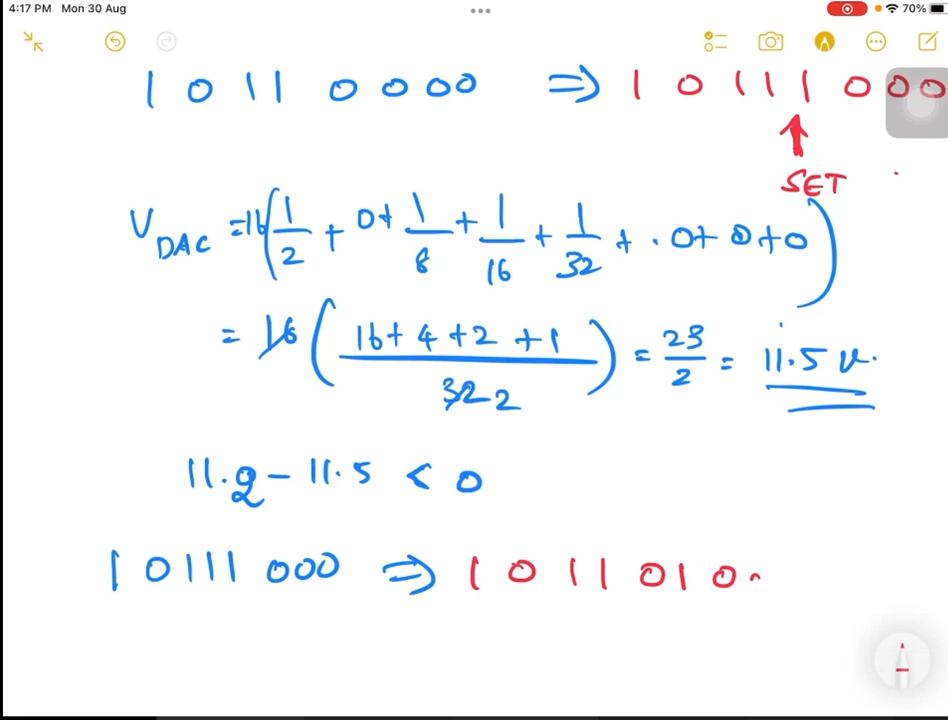 4:17 PM Mon 30 Aug 70%
1 0 1 1 0 0 0 0 ⇒ 1 0 1 1 1 0 0 0
SET
V_DAC = 16(1/2 + 0 + 1/8 + 1/16 + 1/32 + . 0 + 0 + 0)
= 16 ( (16 + 4 + 2 + 1) / 32 2 ) = 23/2 = 11.5 V.
11.2 - 11.5 < 0
1 0 1 1 1 0 0 0 ⇒ 1 0 1 1 0 1 0